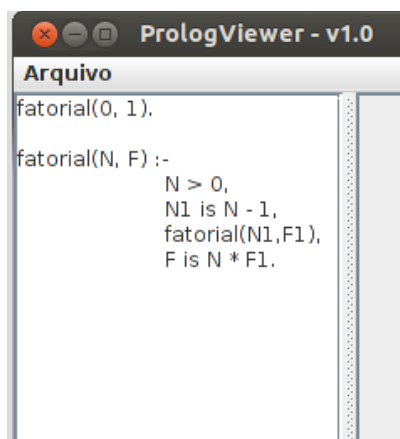 PrologViewer - v1.0
Arquivo
fatorial(0, 1).
fatorial(N, F) :-
N > 0,
N1 is N - 1,
fatorial(N1,F1),
F is N * F1.